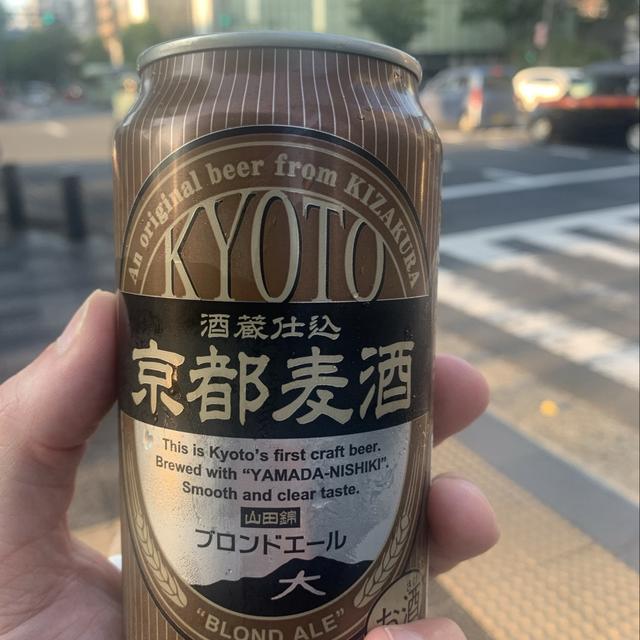 An original beer from KIZAKURA
KYOTO
酒蔵仕込
京都麦酒
This is Kyoto's first craft beer.
Brewed with “YAMADA-NISHIKI”.
Smooth and clear taste.
山田錦
ブロンドエール
大
“BLOND ALE”
お酒